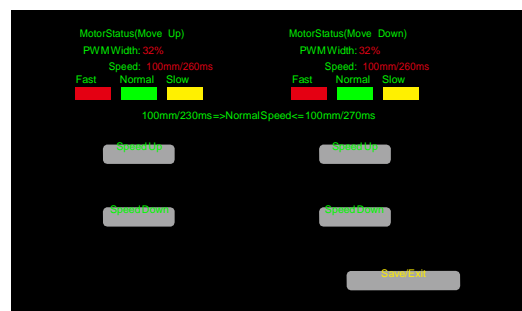 MotorStatus(Move Up) MotorStatus(Move Down)
PWMWidth: 32% PWMWidth: 32%
Speed: 100mm/260ms Speed: 100mm/260ms
Fast Normal Slow Fast Normal Slow
100mm/230ms=>NormalSpeed<=100mm/270ms
SpeedUp SpeedUp
SpeedDown SpeedDown
Save/Exit